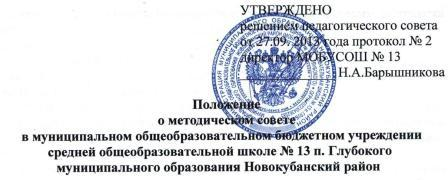 УТВЕРЖДЕНО
решением педагогического совета
от 27.09. 2013 года протокол № 2
директор МОБУСОШ № 13
Н.А.Барышникова
Положение
о методическом совете
в муниципальном общеобразовательном бюджетном учреждении
средней общеобразовательной школе № 13 п. Глубокого
муниципального образования Новокубанский район